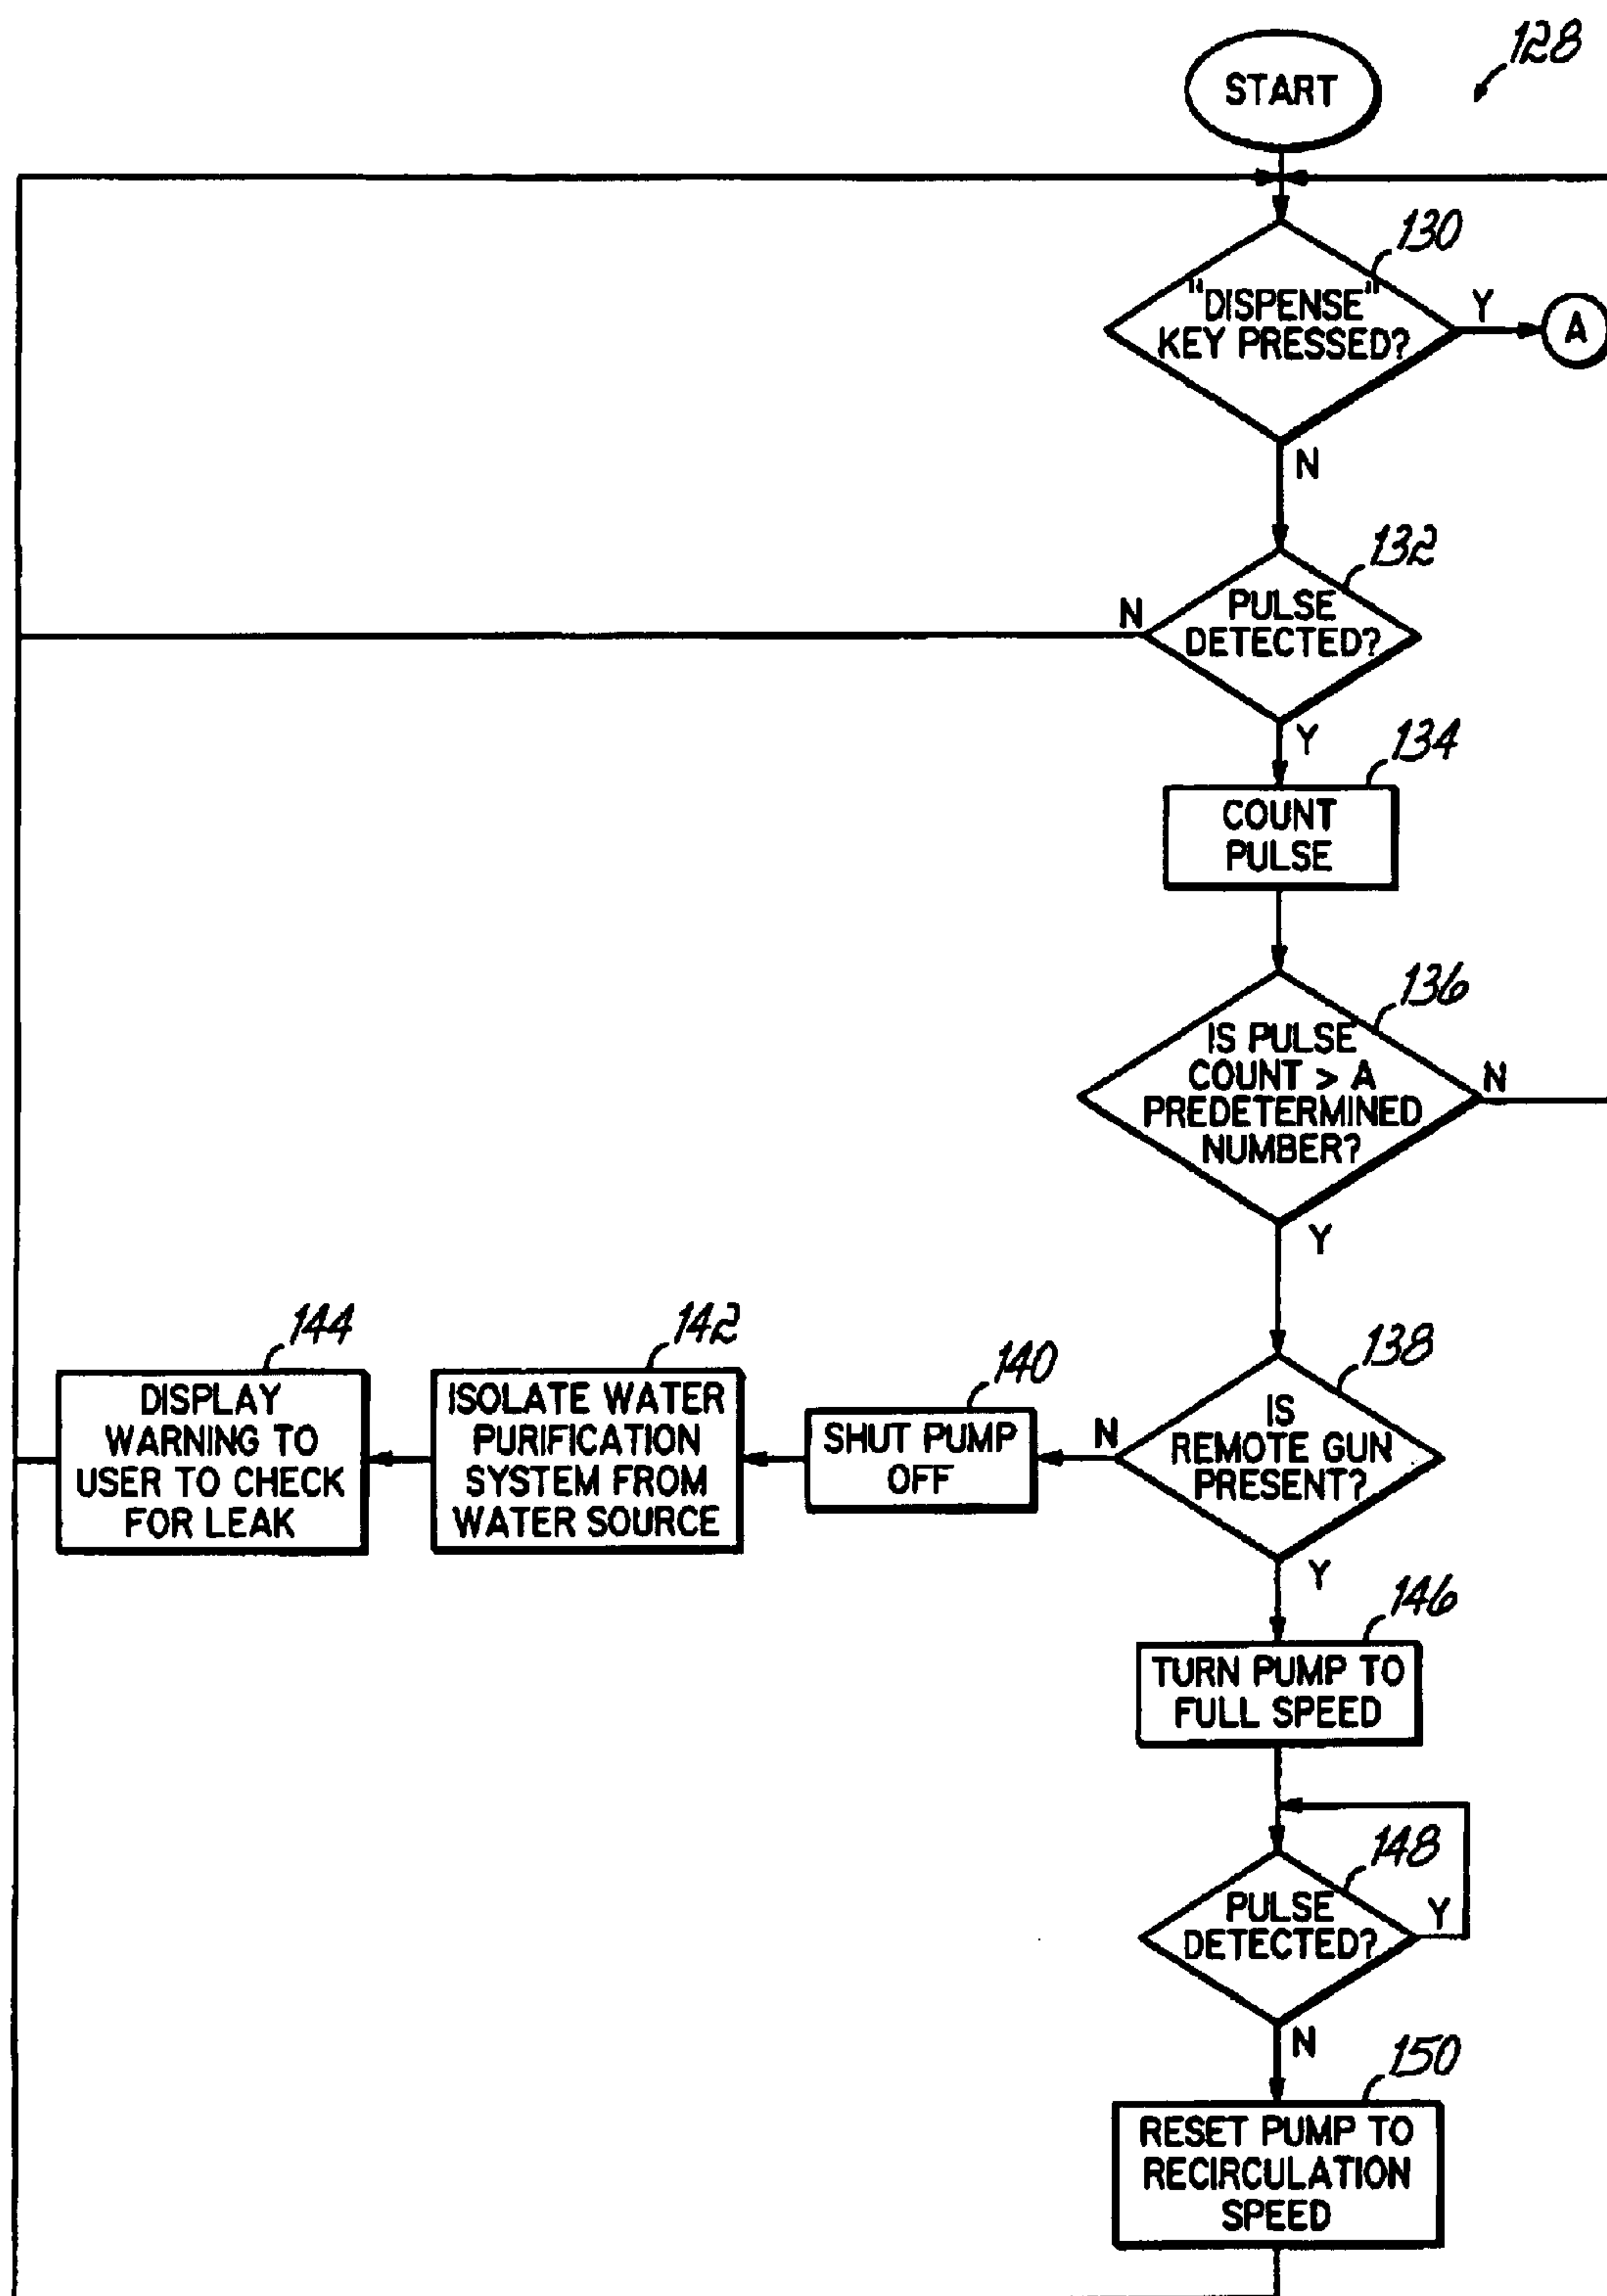 128
START
130
"DISPENSE"
KEY PRESSED?
Y
A
N
132
N
PULSE
DETECTED?
Y
134
COUNT
PULSE
136
IS PULSE
COUNT > A
PREDETERMINED
NUMBER?
N
Y
144
142
140
138
DISPLAY
WARNING TO
USER TO CHECK
FOR LEAK
ISOLATE WATER
PURIFICATION
SYSTEM FROM
WATER SOURCE
SHUT PUMP
OFF
N
IS
REMOTE GUN
PRESENT?
Y
146
TURN PUMP TO
FULL SPEED
148
PULSE
DETECTED?
Y
N
150
RESET PUMP TO
RECIRCULATION
SPEED